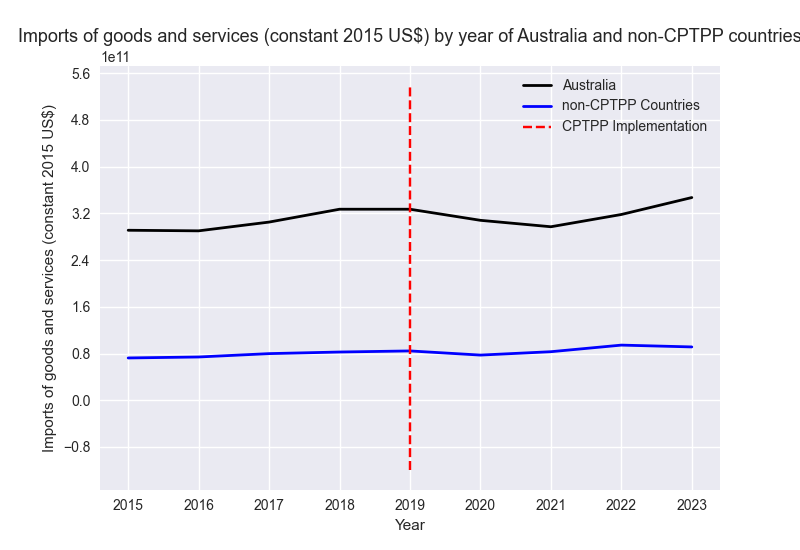 Imports of goods and services (constant 2015 US$) by year of Australia and non-CPTPP countries
1e11
5.6
4.8
4.0
3.2
2.4
1.6
0.8
0.0
−0.8
Imports of goods and services (constant 2015 US$)
Australia
non-CPTPP Countries
CPTPP Implementation
2015 2016 2017 2018 2019 2020 2021 2022 2023
Year